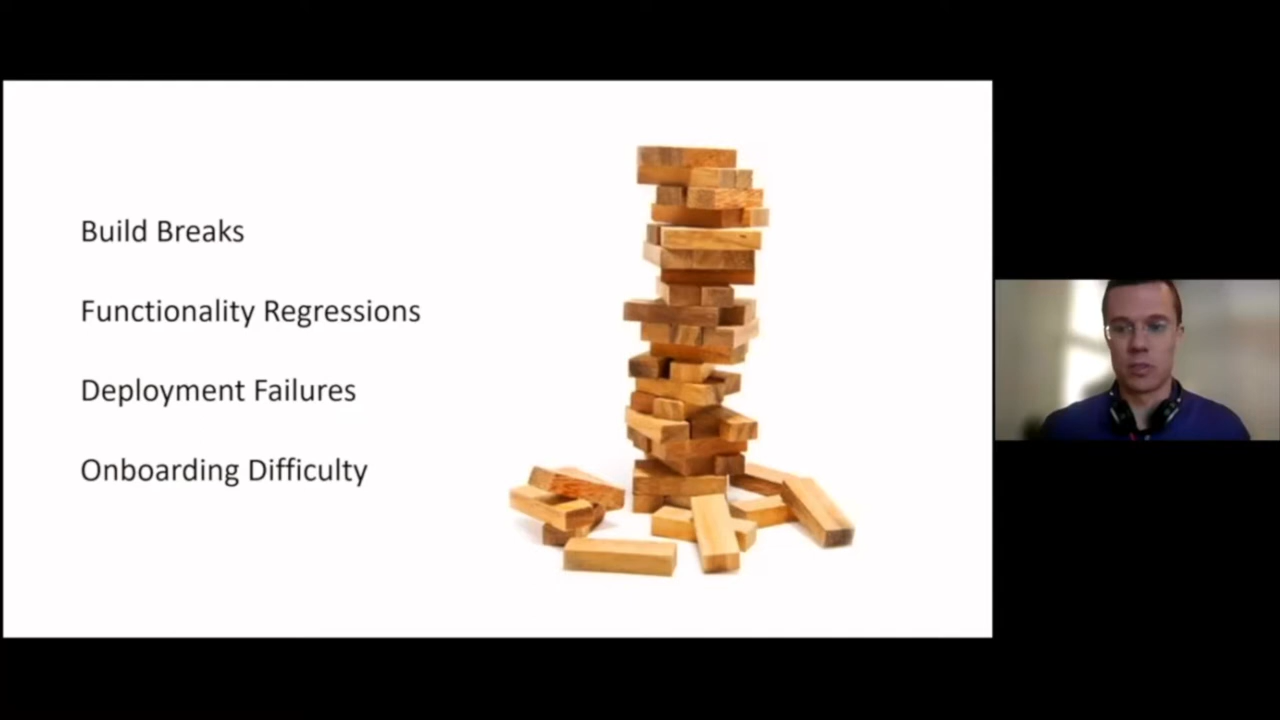 Build Breaks
Functionality Regressions
Deployment Failures
Onboarding Difficulty